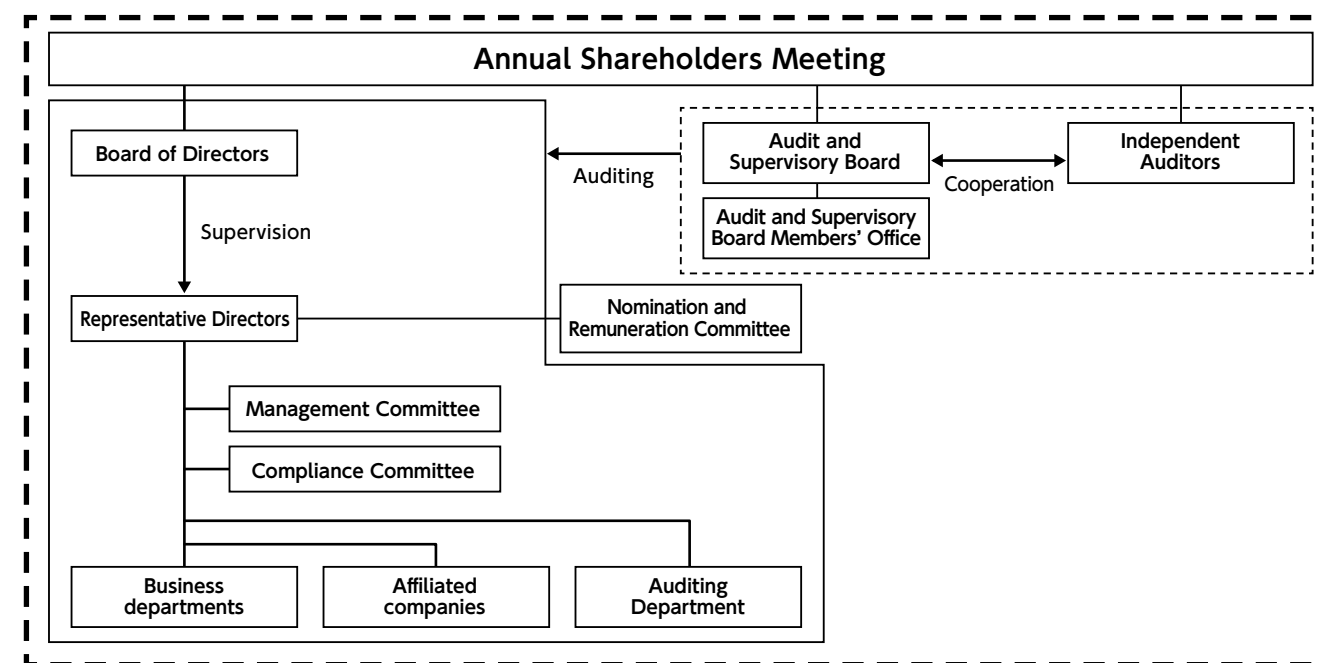 Annual Shareholders Meeting
Board of Directors
Audit and
Supervisory Board
Independent
Auditors
Auditing
Cooperation
Audit and Supervisory
Board Members’ Office
Supervision
Representative Directors
Nomination and
Remuneration Committee
Management Committee
Compliance Committee
Business
departments
Affiliated
companies
Auditing
Department